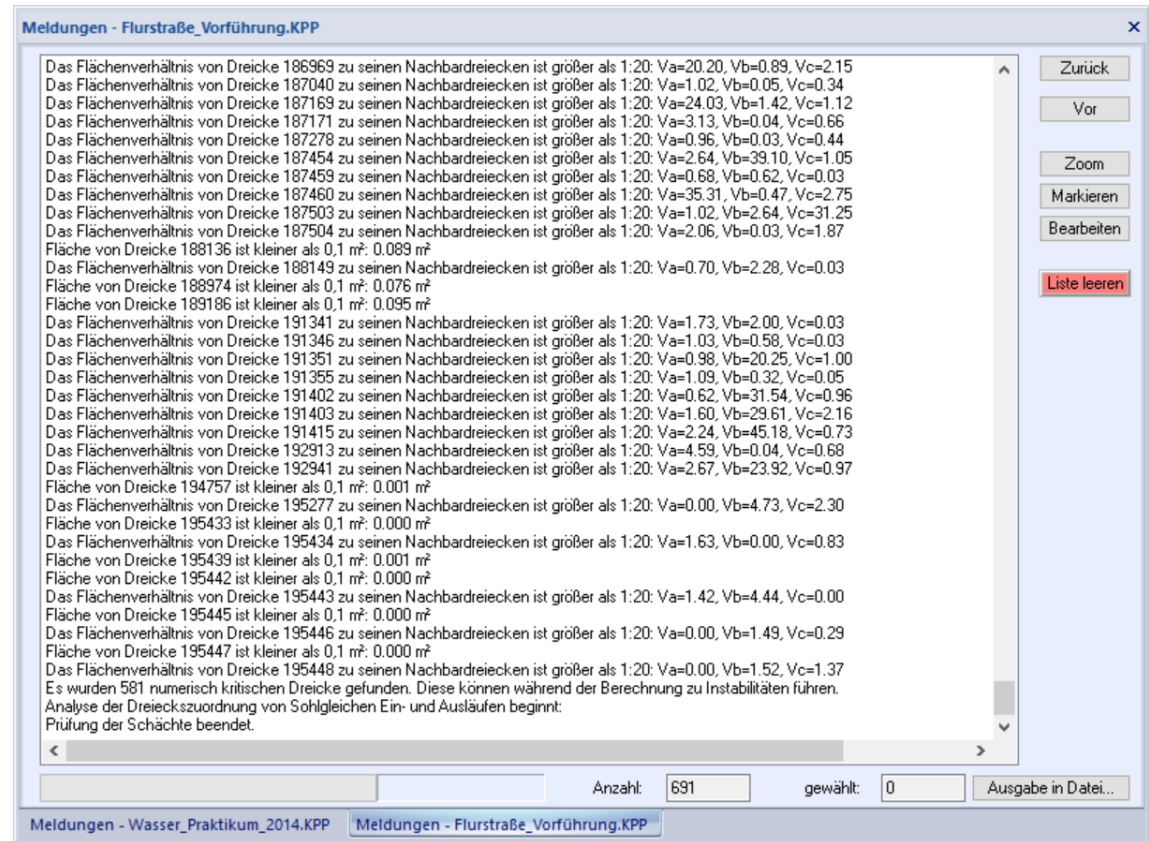 Meldungen - Flurstraße_Vorführung.KPP
Das Flächenverhältnis von Dreicke 186969 zu seinen Nachbardreiecken ist größer als 1:20: Va=20.20, Vb=0.89, Vc=2.15
Das Flächenverhältnis von Dreicke 187040 zu seinen Nachbardreiecken ist größer als 1:20: Va=1.02, Vb=0.05, Vc=0.34
Das Flächenverhältnis von Dreicke 187169 zu seinen Nachbardreiecken ist größer als 1:20: Va=24.03, Vb=1.42, Vc=1.12
Das Flächenverhältnis von Dreicke 187171 zu seinen Nachbardreiecken ist größer als 1:20: Va=3.13, Vb=0.04, Vc=0.66
Das Flächenverhältnis von Dreicke 187278 zu seinen Nachbardreiecken ist größer als 1:20: Va=0.96, Vb=0.03, Vc=0.44
Das Flächenverhältnis von Dreicke 187454 zu seinen Nachbardreiecken ist größer als 1:20: Va=2.64, Vb=39.10, Vc=1.05
Das Flächenverhältnis von Dreicke 187459 zu seinen Nachbardreiecken ist größer als 1:20: Va=0.68, Vb=0.62, Vc=0.03
Das Flächenverhältnis von Dreicke 187460 zu seinen Nachbardreiecken ist größer als 1:20: Va=35.31, Vb=0.47, Vc=2.75
Das Flächenverhältnis von Dreicke 187503 zu seinen Nachbardreiecken ist größer als 1:20: Va=1.02, Vb=2.64, Vc=31.25
Das Flächenverhältnis von Dreicke 187504 zu seinen Nachbardreiecken ist größer als 1:20: Va=2.06, Vb=0.03, Vc=1.87
Fläche von Dreicke 188136 ist kleiner als 0,1 m²: 0.089 m²
Das Flächenverhältnis von Dreicke 188149 zu seinen Nachbardreiecken ist größer als 1:20: Va=0.70, Vb=2.28, Vc=0.03
Fläche von Dreicke 188974 ist kleiner als 0,1 m²: 0.076 m²
Fläche von Dreicke 189186 ist kleiner als 0,1 m²: 0.095 m²
Das Flächenverhältnis von Dreicke 191341 zu seinen Nachbardreiecken ist größer als 1:20: Va=1.73, Vb=2.00, Vc=0.03
Das Flächenverhältnis von Dreicke 191346 zu seinen Nachbardreiecken ist größer als 1:20: Va=1.03, Vb=0.58, Vc=0.03
Das Flächenverhältnis von Dreicke 191351 zu seinen Nachbardreiecken ist größer als 1:20: Va=0.98, Vb=20.25, Vc=1.00
Das Flächenverhältnis von Dreicke 191355 zu seinen Nachbardreiecken ist größer als 1:20: Va=1.09, Vb=0.32, Vc=0.05
Das Flächenverhältnis von Dreicke 191402 zu seinen Nachbardreiecken ist größer als 1:20: Va=0.62, Vb=31.54, Vc=0.96
Das Flächenverhältnis von Dreicke 191403 zu seinen Nachbardreiecken ist größer als 1:20: Va=1.60, Vb=29.61, Vc=2.16
Das Flächenverhältnis von Dreicke 191415 zu seinen Nachbardreiecken ist größer als 1:20: Va=2.24, Vb=45.18, Vc=0.73
Das Flächenverhältnis von Dreicke 192913 zu seinen Nachbardreiecken ist größer als 1:20: Va=4.59, Vb=0.04, Vc=0.68
Das Flächenverhältnis von Dreicke 192941 zu seinen Nachbardreiecken ist größer als 1:20: Va=2.67, Vb=23.92, Vc=0.97
Fläche von Dreicke 194757 ist kleiner als 0,1 m²: 0.001 m²
Das Flächenverhältnis von Dreicke 195277 zu seinen Nachbardreiecken ist größer als 1:20: Va=0.00, Vb=4.73, Vc=2.30
Fläche von Dreicke 195433 ist kleiner als 0,1 m²: 0.000 m²
Das Flächenverhältnis von Dreicke 195434 zu seinen Nachbardreiecken ist größer als 1:20: Va=1.63, Vb=0.00, Vc=0.83
Fläche von Dreicke 195439 ist kleiner als 0,1 m²: 0.001 m²
Fläche von Dreicke 195442 ist kleiner als 0,1 m²: 0.000 m²
Das Flächenverhältnis von Dreicke 195443 zu seinen Nachbardreiecken ist größer als 1:20: Va=1.42, Vb=4.44, Vc=0.00
Fläche von Dreicke 195445 ist kleiner als 0,1 m²: 0.000 m²
Das Flächenverhältnis von Dreicke 195446 zu seinen Nachbardreiecken ist größer als 1:20: Va=0.00, Vb=1.49, Vc=0.29
Fläche von Dreicke 195447 ist kleiner als 0,1 m²: 0.000 m²
Das Flächenverhältnis von Dreicke 195448 zu seinen Nachbardreiecken ist größer als 1:20: Va=0.00, Vb=1.52, Vc=1.37
Es wurden 581 numerisch kritischen Dreicke gefunden. Diese können während der Berechnung zu Instabilitäten führen.
Analyse der Dreieckszuordnung von Sohlgleichen Ein- und Ausläufen beginnt:
Prüfung der Schächte beendet.
Zurück
Vor
Zoom
Markieren
Bearbeiten
Liste leeren
Anzahl: 691 gewählt: 0 Ausgabe in Datei...
Meldungen - Wasser_Praktikum_2014.KPP Meldungen - Flurstraße_Vorführung.KPP